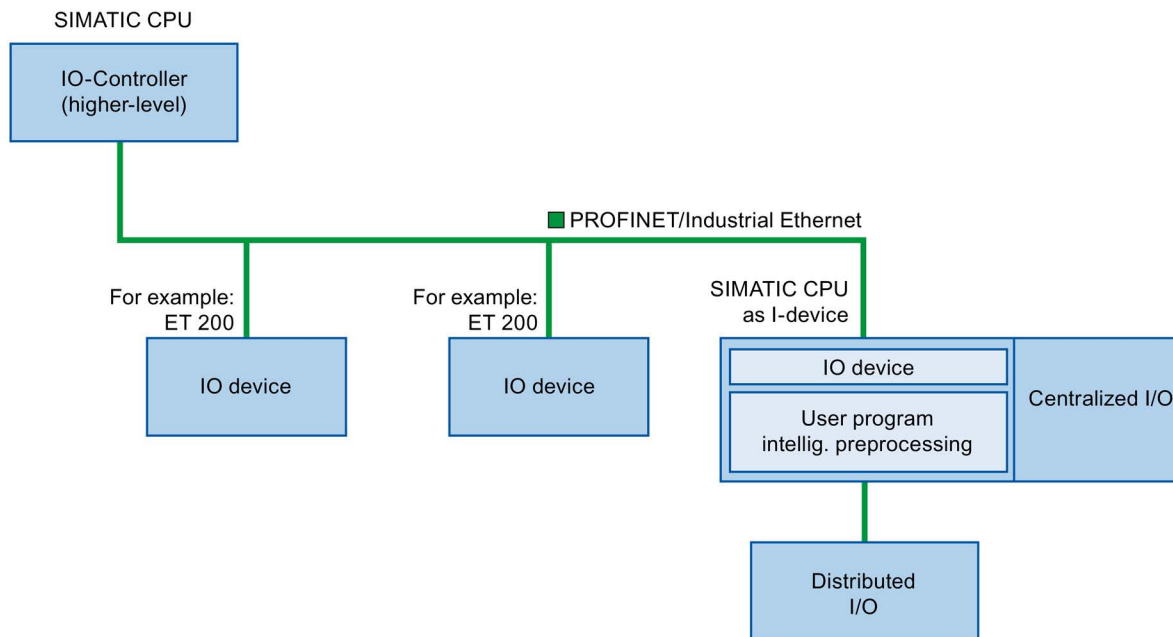 SIMATIC CPU
IO-Controller
(higher-level)
PROFINET/Industrial Ethernet
For example:
ET 200
IO device
For example:
ET 200
IO device
SIMATIC CPU
as I-device
IO device
User program
intellig. preprocessing
Centralized I/O
Distributed
I/O